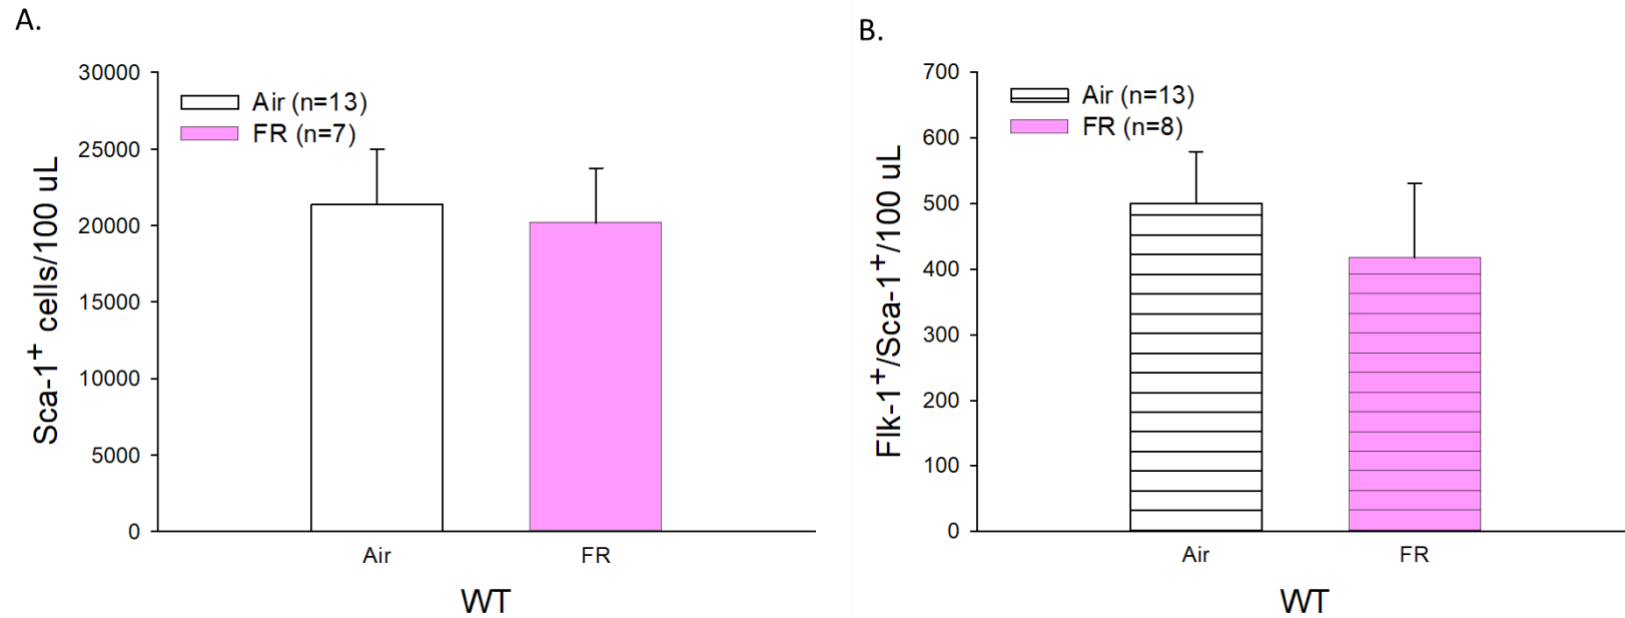 A.
30000
25000
20000
15000
10000
5000
0
Sca-1⁺ cells/100 uL
Air (n=13)
FR (n=7)
Air
FR
WT
B.
700
600
500
400
300
200
100
0
Flk-1⁺/Sca-1⁺/100 uL
Air (n=13)
FR (n=8)
Air
FR
WT